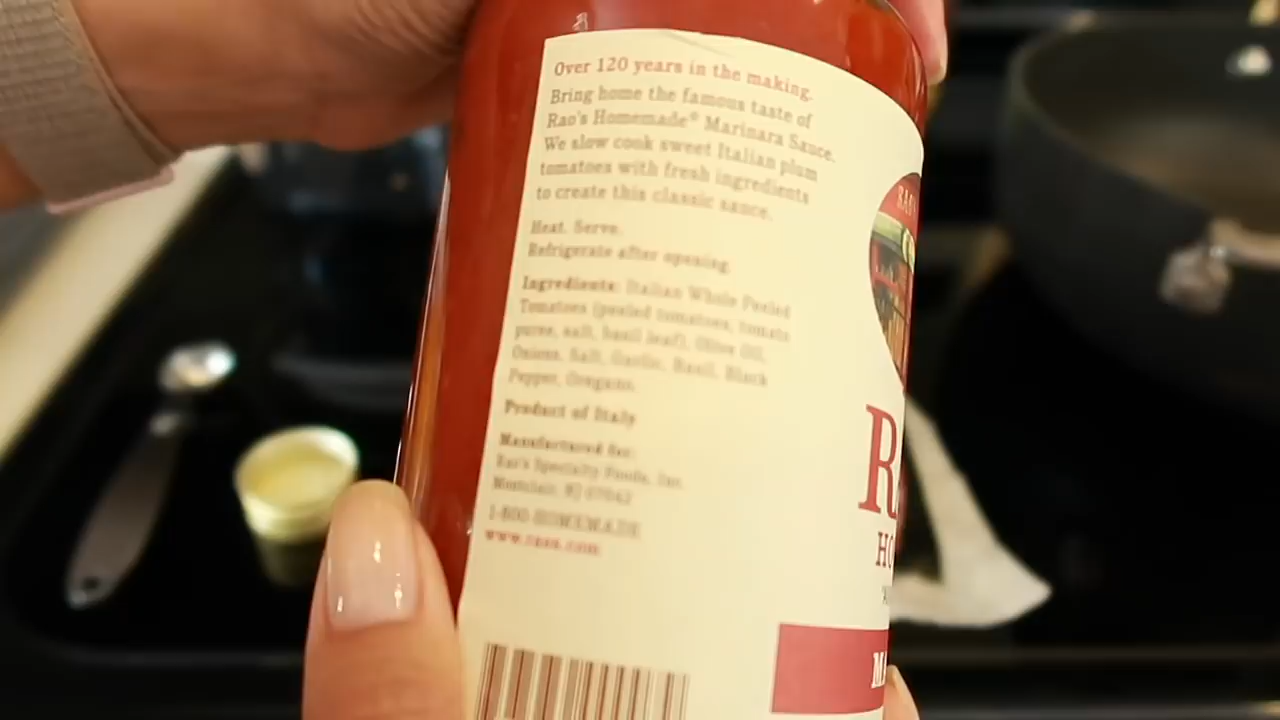 Over 120 years in the making.
Bring home the famous taste of
Rao's Homemade® Marinara Sauce.
We slow cook sweet Italian plum
tomatoes with fresh ingredients
to create this classic sauce.
Heat. Serve.
Refrigerate after opening.
Ingredients: Italian Whole Peeled
Tomatoes (peeled tomatoes, tomato
puree, salt, basil leaf), Olive Oil,
Onions, Salt, Garlic, Basil, Black
Pepper, Oregano.
Product of Italy
Manufactured for:
Rao's Specialty Foods, Inc.
Montclair, NJ 07042
1-800-HOMEMADE
www.raos.com
RAO'S
R
HO
M